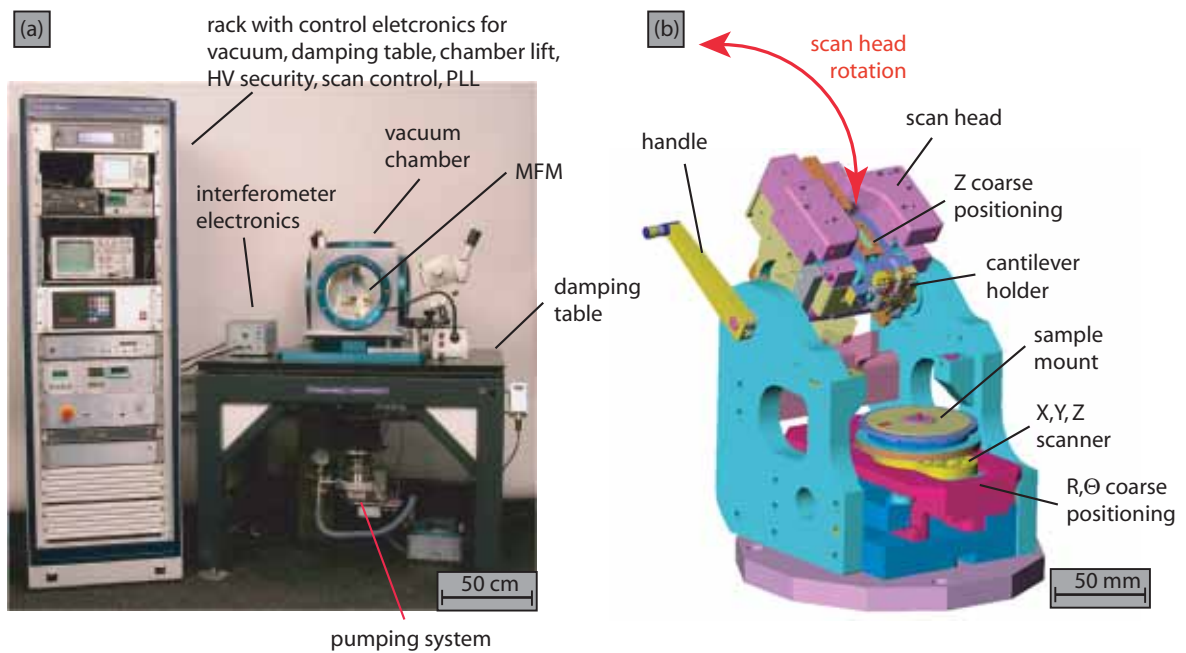 (a)
rack with control eletcronics for
vacuum, damping table, chamber lift,
HV security, scan control, PLL
vacuum
chamber
MFM
interferometer
electronics
damping
table
50 cm
pumping system
(b)
scan head
rotation
handle
scan head
Z coarse
positioning
cantilever
holder
sample
mount
X,Y, Z
scanner
R,Θ coarse
positioning
50 mm